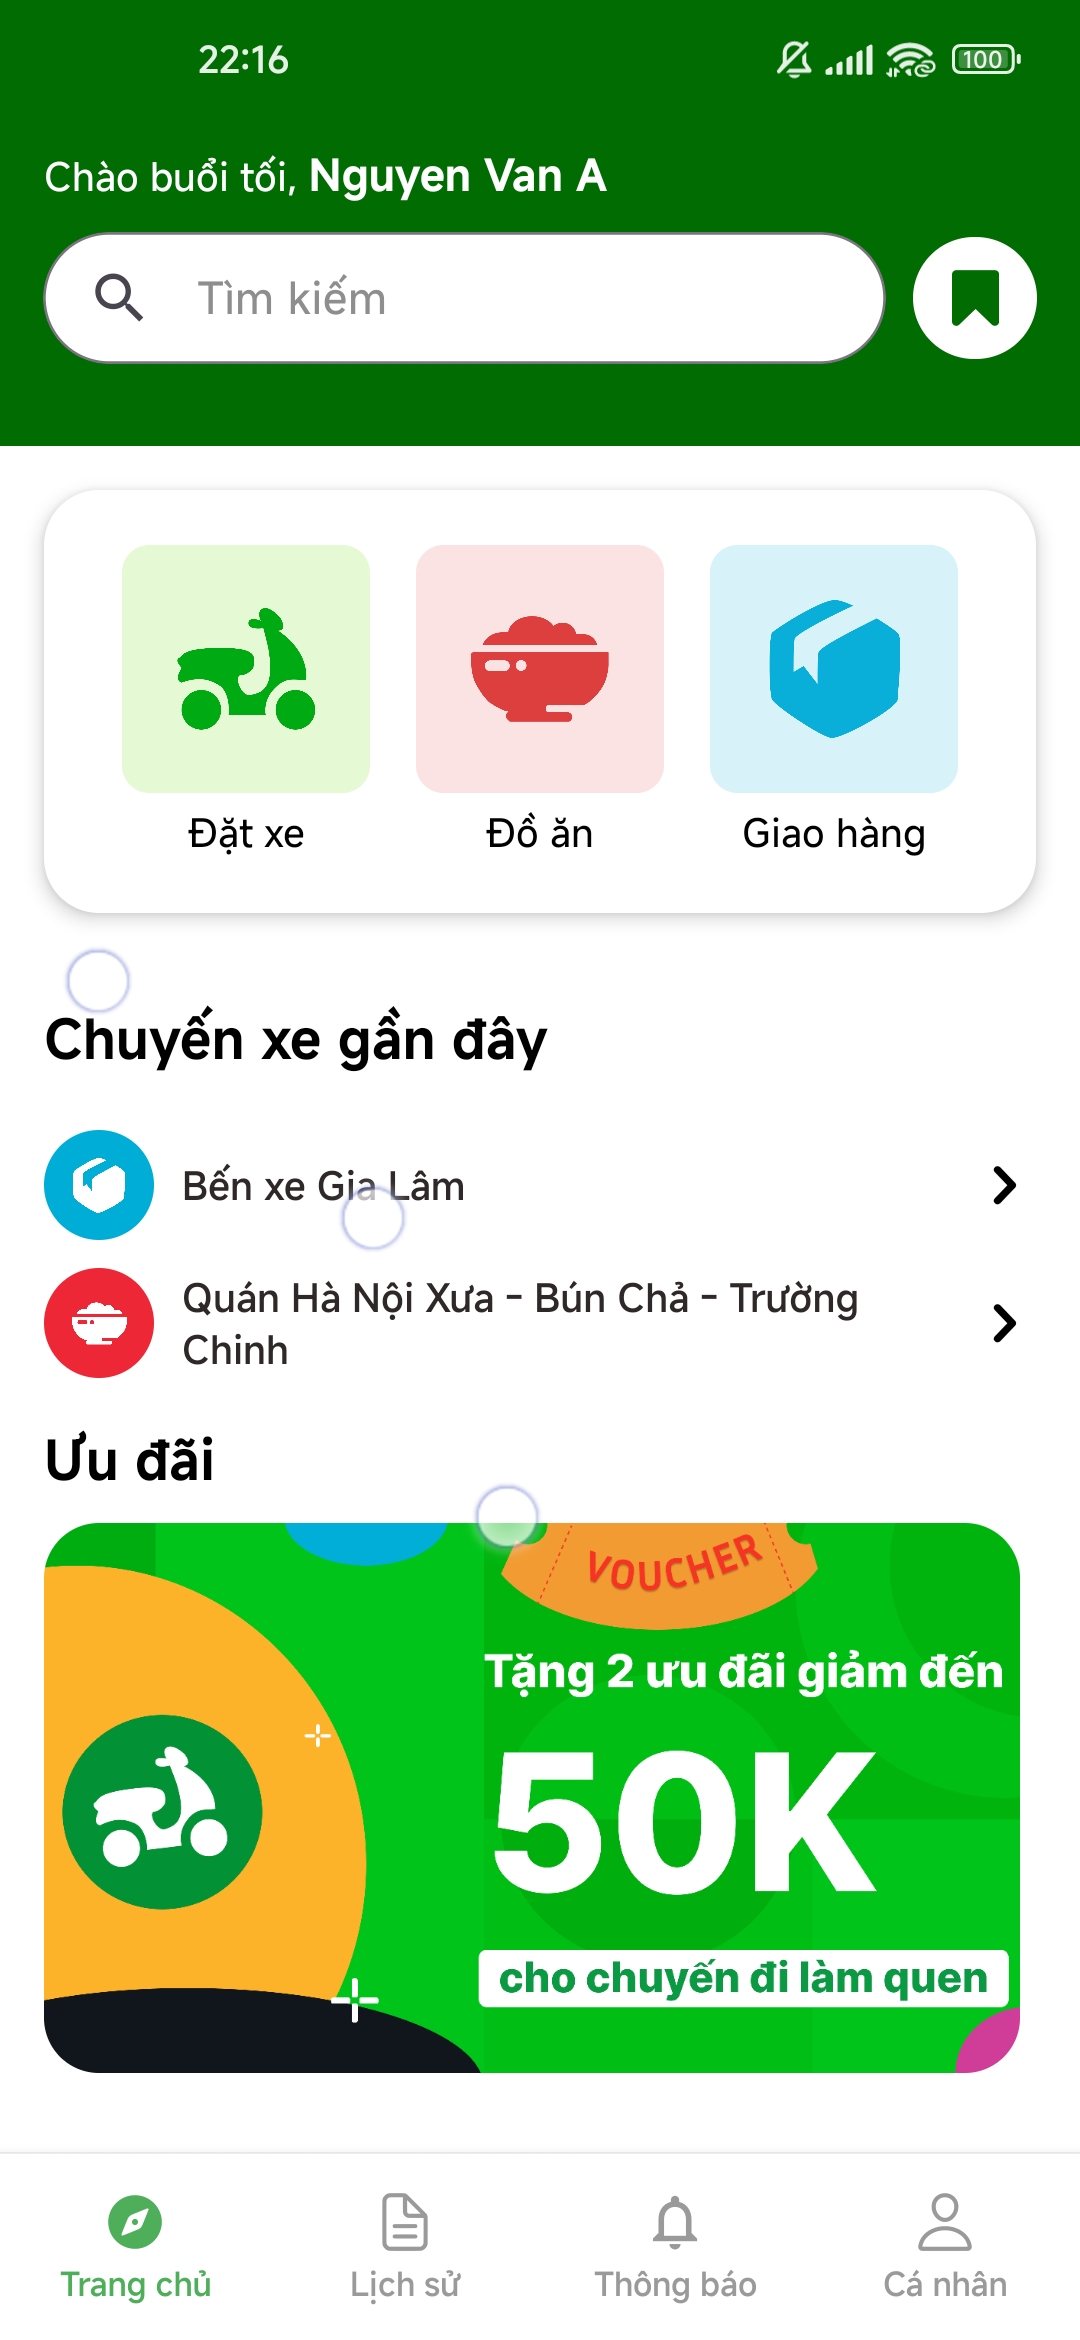 22:16
100
Chào buổi tối, Nguyen Van A
Tìm kiếm
Đặt xe
Đồ ăn
Giao hàng
Chuyến xe gần đây
Bến xe Gia Lâm
Quán Hà Nội Xưa - Bún Chả - Trường
Chinh
Ưu đãi
VOUCHER
Tặng 2 ưu đãi giảm đến
50K
cho chuyến đi làm quen
Trang chủ
Lịch sử
Thông báo
Cá nhân